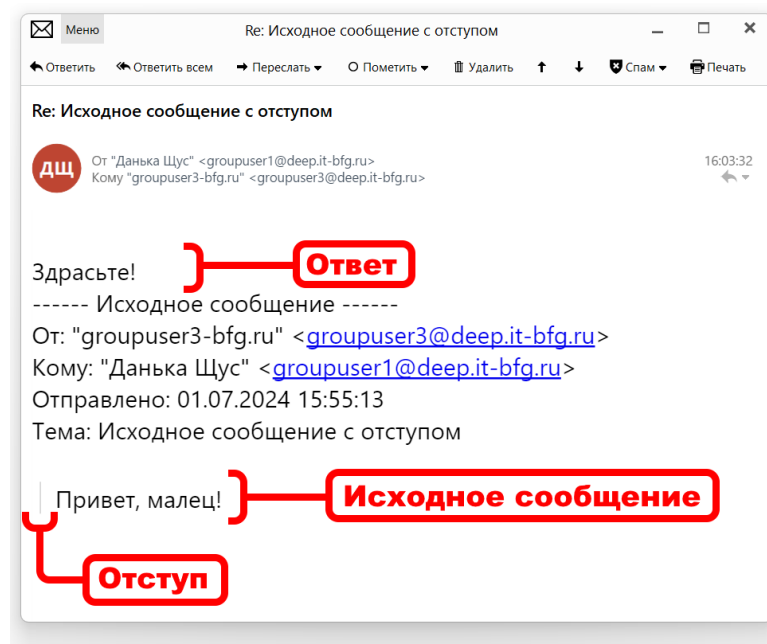 Меню
Re: Исходное сообщение с отступом
Ответить Ответить всем Переслать Пометить Удалить Спам Печать
Re: Исходное сообщение с отступом
ДЩ
От "Данька Щус" <groupuser1@deep.it-bfg.ru>
Кому "groupuser3-bfg.ru" <groupuser3@deep.it-bfg.ru>
16:03:32
Здрасьте!
Ответ
------ Исходное сообщение ------
От: "groupuser3-bfg.ru" <groupuser3@deep.it-bfg.ru>
Кому: "Данька Щус" <groupuser1@deep.it-bfg.ru>
Отправлено: 01.07.2024 15:55:13
Тема: Исходное сообщение с отступом
Привет, малец!
Исходное сообщение
Отступ